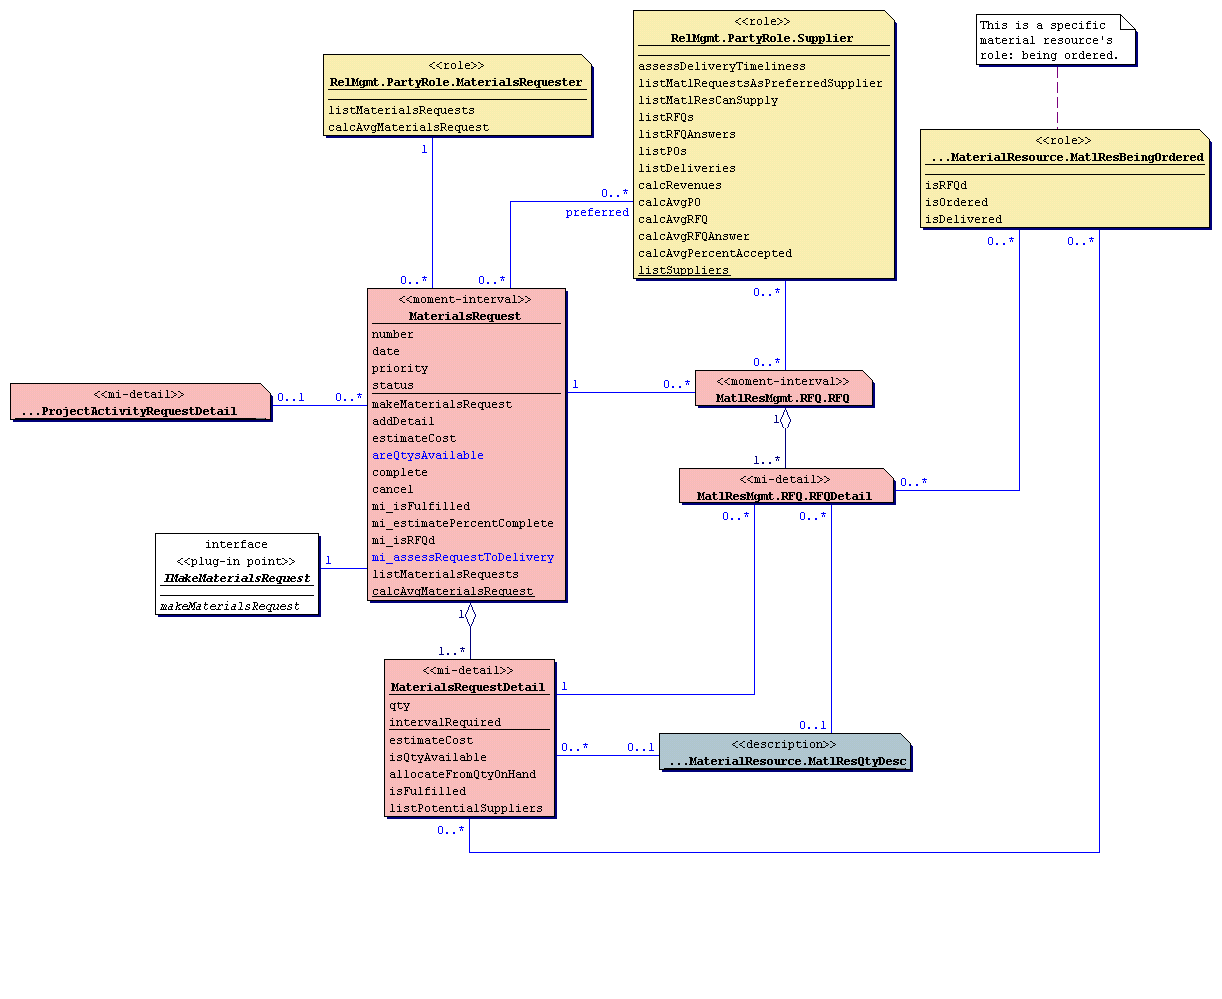 <<role>>
RelMgmt.PartyRole.MaterialsRequester
listMaterialsRequests
calcAvgMaterialsRequest
1
0..*
<<role>>
RelMgmt.PartyRole.Supplier
assessDeliveryTimeliness
listMatlRequestsAsPreferredSupplier
listMatlResCanSupply
listRFQs
listRFQAnswers
listPOs
listDeliveries
calcRevenues
calcAvgPO
calcAvgRFQ
calcAvgRFQAnswer
calcAvgPercentAccepted
listSuppliers
0..*
preferred
0..*
0..*
0..*
This is a specific
material resource's
role: being ordered.
<<role>>
...MaterialResource.MatlResBeingOrdered
isRFQd
isOrdered
isDelivered
0..*
0..*
<<moment-interval>>
MaterialsRequest
number
date
priority
status
makeMaterialsRequest
addDetail
estimateCost
areQtysAvailable
complete
cancel
mi_isFulfilled
mi_estimatePercentComplete
mi_isRFQd
mi_assessRequestToDelivery
listMaterialsRequests
calcAvgMaterialsRequest
1
0..*
<<moment-interval>>
MatlResMgmt.RFQ.RFQ
1
1..*
<<mi-detail>>
...ProjectActivityRequestDetail
0..1
0..*
<<mi-detail>>
MatlResMgmt.RFQ.RFQDetail
0..*
0..*
0..*
interface
<<plug-in point>>
IMakeMaterialsRequest
makeMaterialsRequest
1
1
1..*
<<mi-detail>>
MaterialsRequestDetail
qty
intervalRequired
estimateCost
isQtyAvailable
allocateFromQtyOnHand
isFulfilled
listPotentialSuppliers
1
0..*
0..1
0..1
<<description>>
...MaterialResource.MatlResQtyDesc
0..*